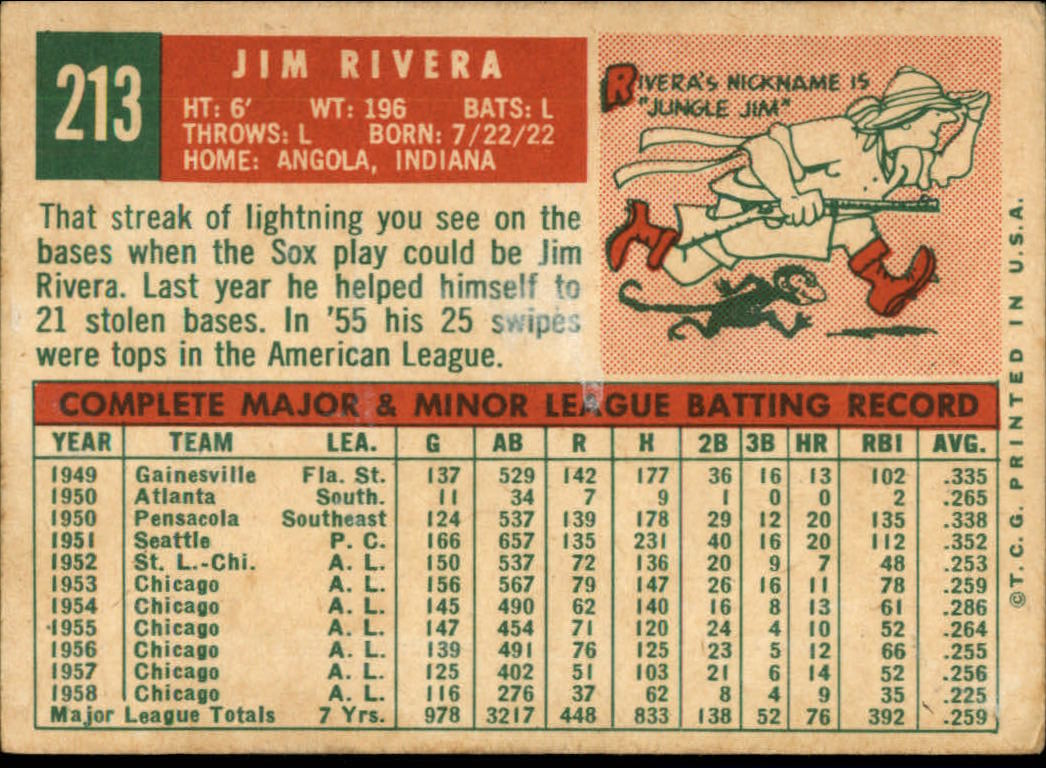 213
JIM RIVERA
HT: 6' WT: 196 BATS: L
THROWS: L BORN: 7/22/22
HOME: ANGOLA, INDIANA
RIVERA'S NICKNAME IS
"JUNGLE JIM"
That streak of lightning you see on the
bases when the Sox play could be Jim
Rivera. Last year he helped himself to
21 stolen bases. In '55 his 25 swipes
were tops in the American League.
COMPLETE MAJOR & MINOR LEAGUE BATTING RECORD
YEAR TEAM LEA. G AB R H 2B 3B HR RBI AVG.
1949 Gainesville Fla. St. 137 529 142 177 36 16 13 102 .335
1950 Atlanta South. 11 34 7 9 1 0 0 2 .265
1950 Pensacola Southeast 124 537 139 178 29 12 20 135 .338
1951 Seattle P. C. 166 657 135 231 40 16 20 112 .352
1952 St. L.-Chi. A. L. 150 537 72 136 20 9 7 48 .253
1953 Chicago A. L. 156 567 79 147 26 16 11 78 .259
1954 Chicago A. L. 145 490 62 140 16 8 13 61 .286
1955 Chicago A. L. 147 454 71 120 24 4 10 52 .264
1956 Chicago A. L. 139 491 76 125 23 5 12 66 .255
1957 Chicago A. L. 125 402 51 103 21 6 14 52 .256
1958 Chicago A. L. 116 276 37 62 8 4 9 35 .225
Major League Totals 7 Yrs. 978 3217 448 833 138 52 76 392 .259
©T. C. G. PRINTED IN U.S.A.